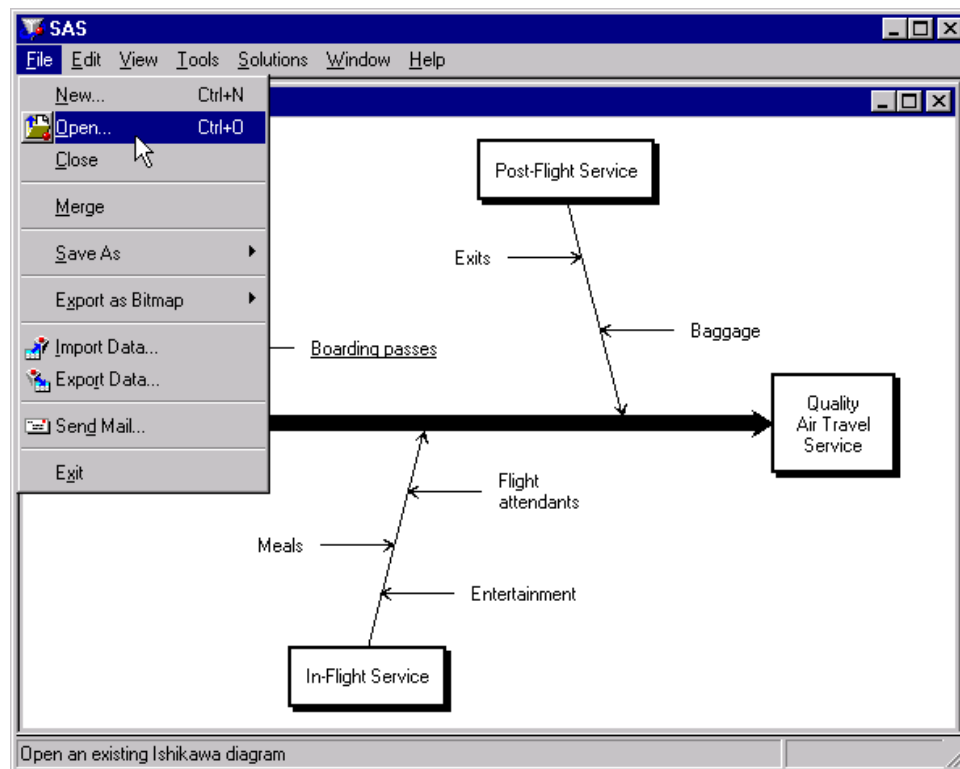 SAS
File Edit View Tools Solutions Window Help
New... Ctrl+N
Open... Ctrl+O
Close
Merge
Save As
Export as Bitmap
Import Data...
Export Data...
Send Mail...
Exit
Post-Flight Service
Exits
Baggage
Boarding passes
Quality
Air Travel
Service
Flight
attendants
Meals
Entertainment
In-Flight Service
Open an existing Ishikawa diagram